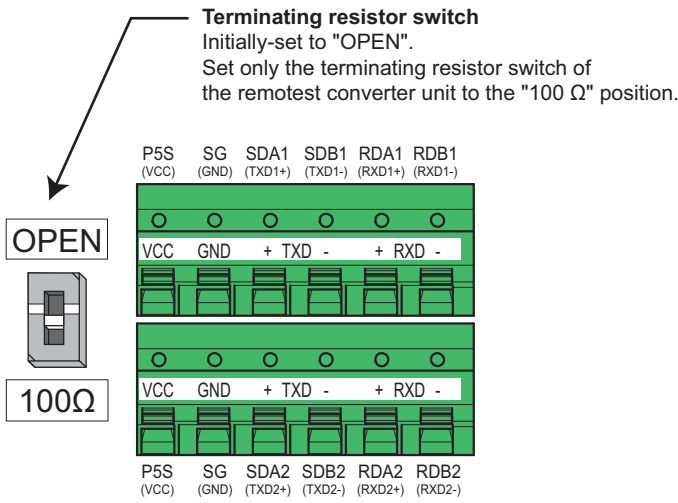 Terminating resistor switch
Initially-set to "OPEN".
Set only the terminating resistor switch of
the remotest converter unit to the "100 Ω" position.
P5S SG SDA1 SDB1 RDA1 RDB1
(VCC) (GND) (TXD1+) (TXD1-) (RXD1+) (RXD1-)
OPEN
VCC GND + TXD - + RXD -
100Ω
VCC GND + TXD - + RXD -
P5S SG SDA2 SDB2 RDA2 RDB2
(VCC) (GND) (TXD2+) (TXD2-) (RXD2+) (RXD2-)